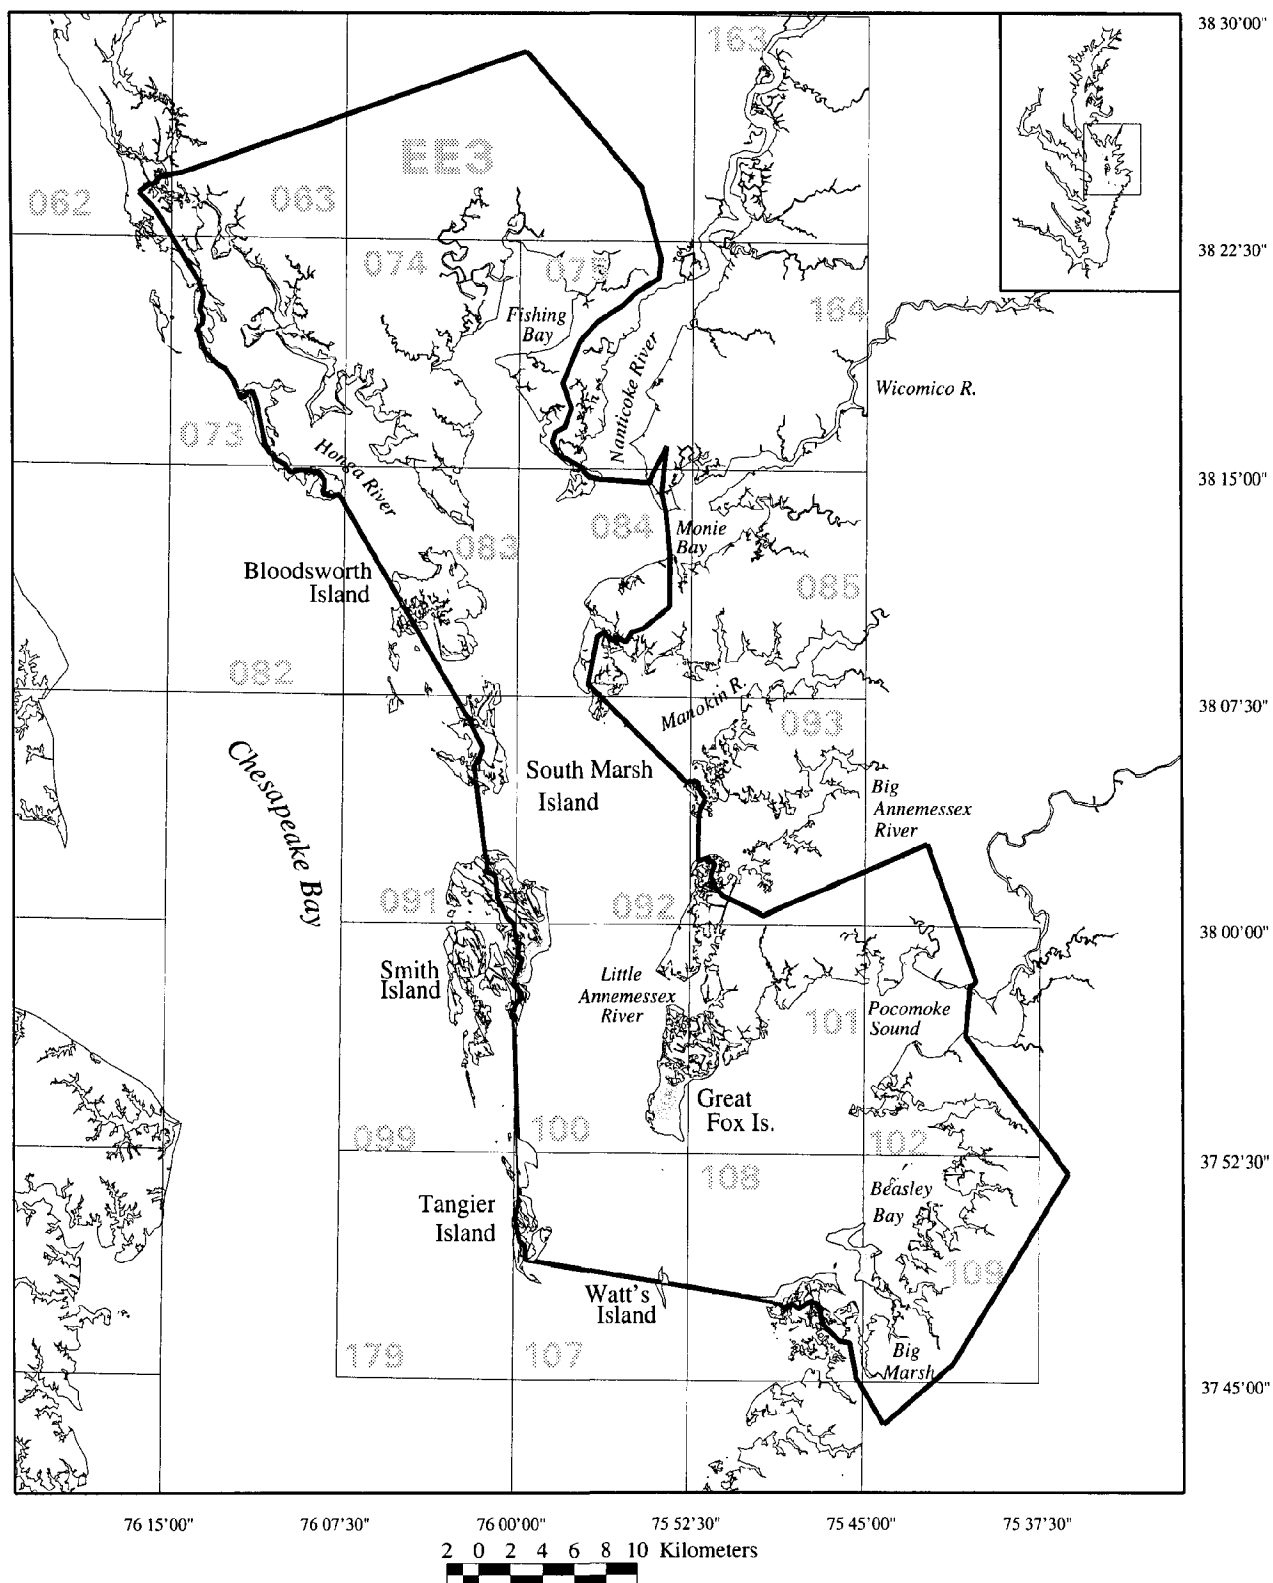 38 30'00"
163
EE3
062
063
38 22'30"
074
075
Fishing
Bay
164
Nanticoke River
Wicomico R.
073
Honga River
38 15'00"
084
Monie
Bay
083
Bloodsworth
Island
085
082
Manokin R.
38 07'30"
093
Chesapeake Bay
South Marsh
Island
Big
Annemessex
River
091
092
38 00'00"
Smith
Island
Little
Annemessex
River
101
Pocomoke
Sound
Great
Fox Is.
099
100
102
37 52'30"
108
Beasley
Bay
Tangier
Island
109
Watt's
Island
179
107
Big
Marsh
37 45'00"
76 15'00"
76 07'30"
76 00'00"
75 52'30"
75 45'00"
75 37'30"
2 0 2 4 6 8 10 Kilometers